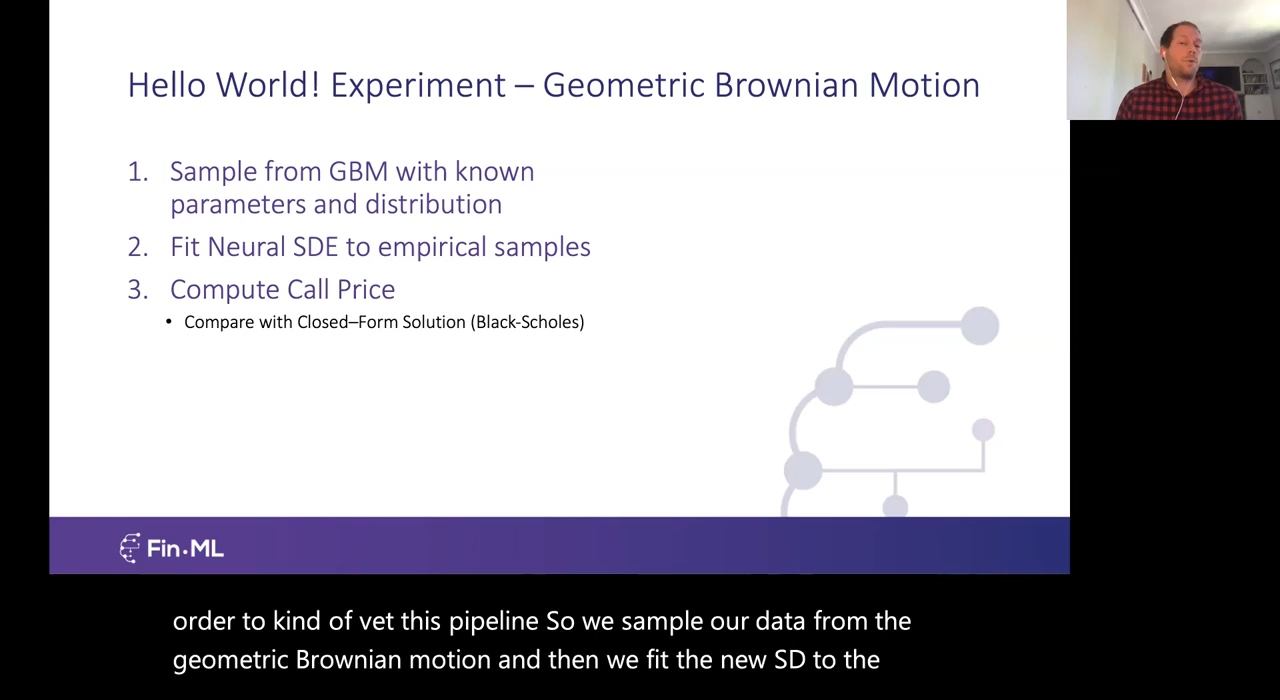 Hello World! Experiment – Geometric Brownian Motion
1. Sample from GBM with known
parameters and distribution
2. Fit Neural SDE to empirical samples
3. Compute Call Price
• Compare with Closed–Form Solution (Black-Scholes)
Fin·ML
order to kind of vet this pipeline So we sample our data from the
geometric Brownian motion and then we fit the new SD to the